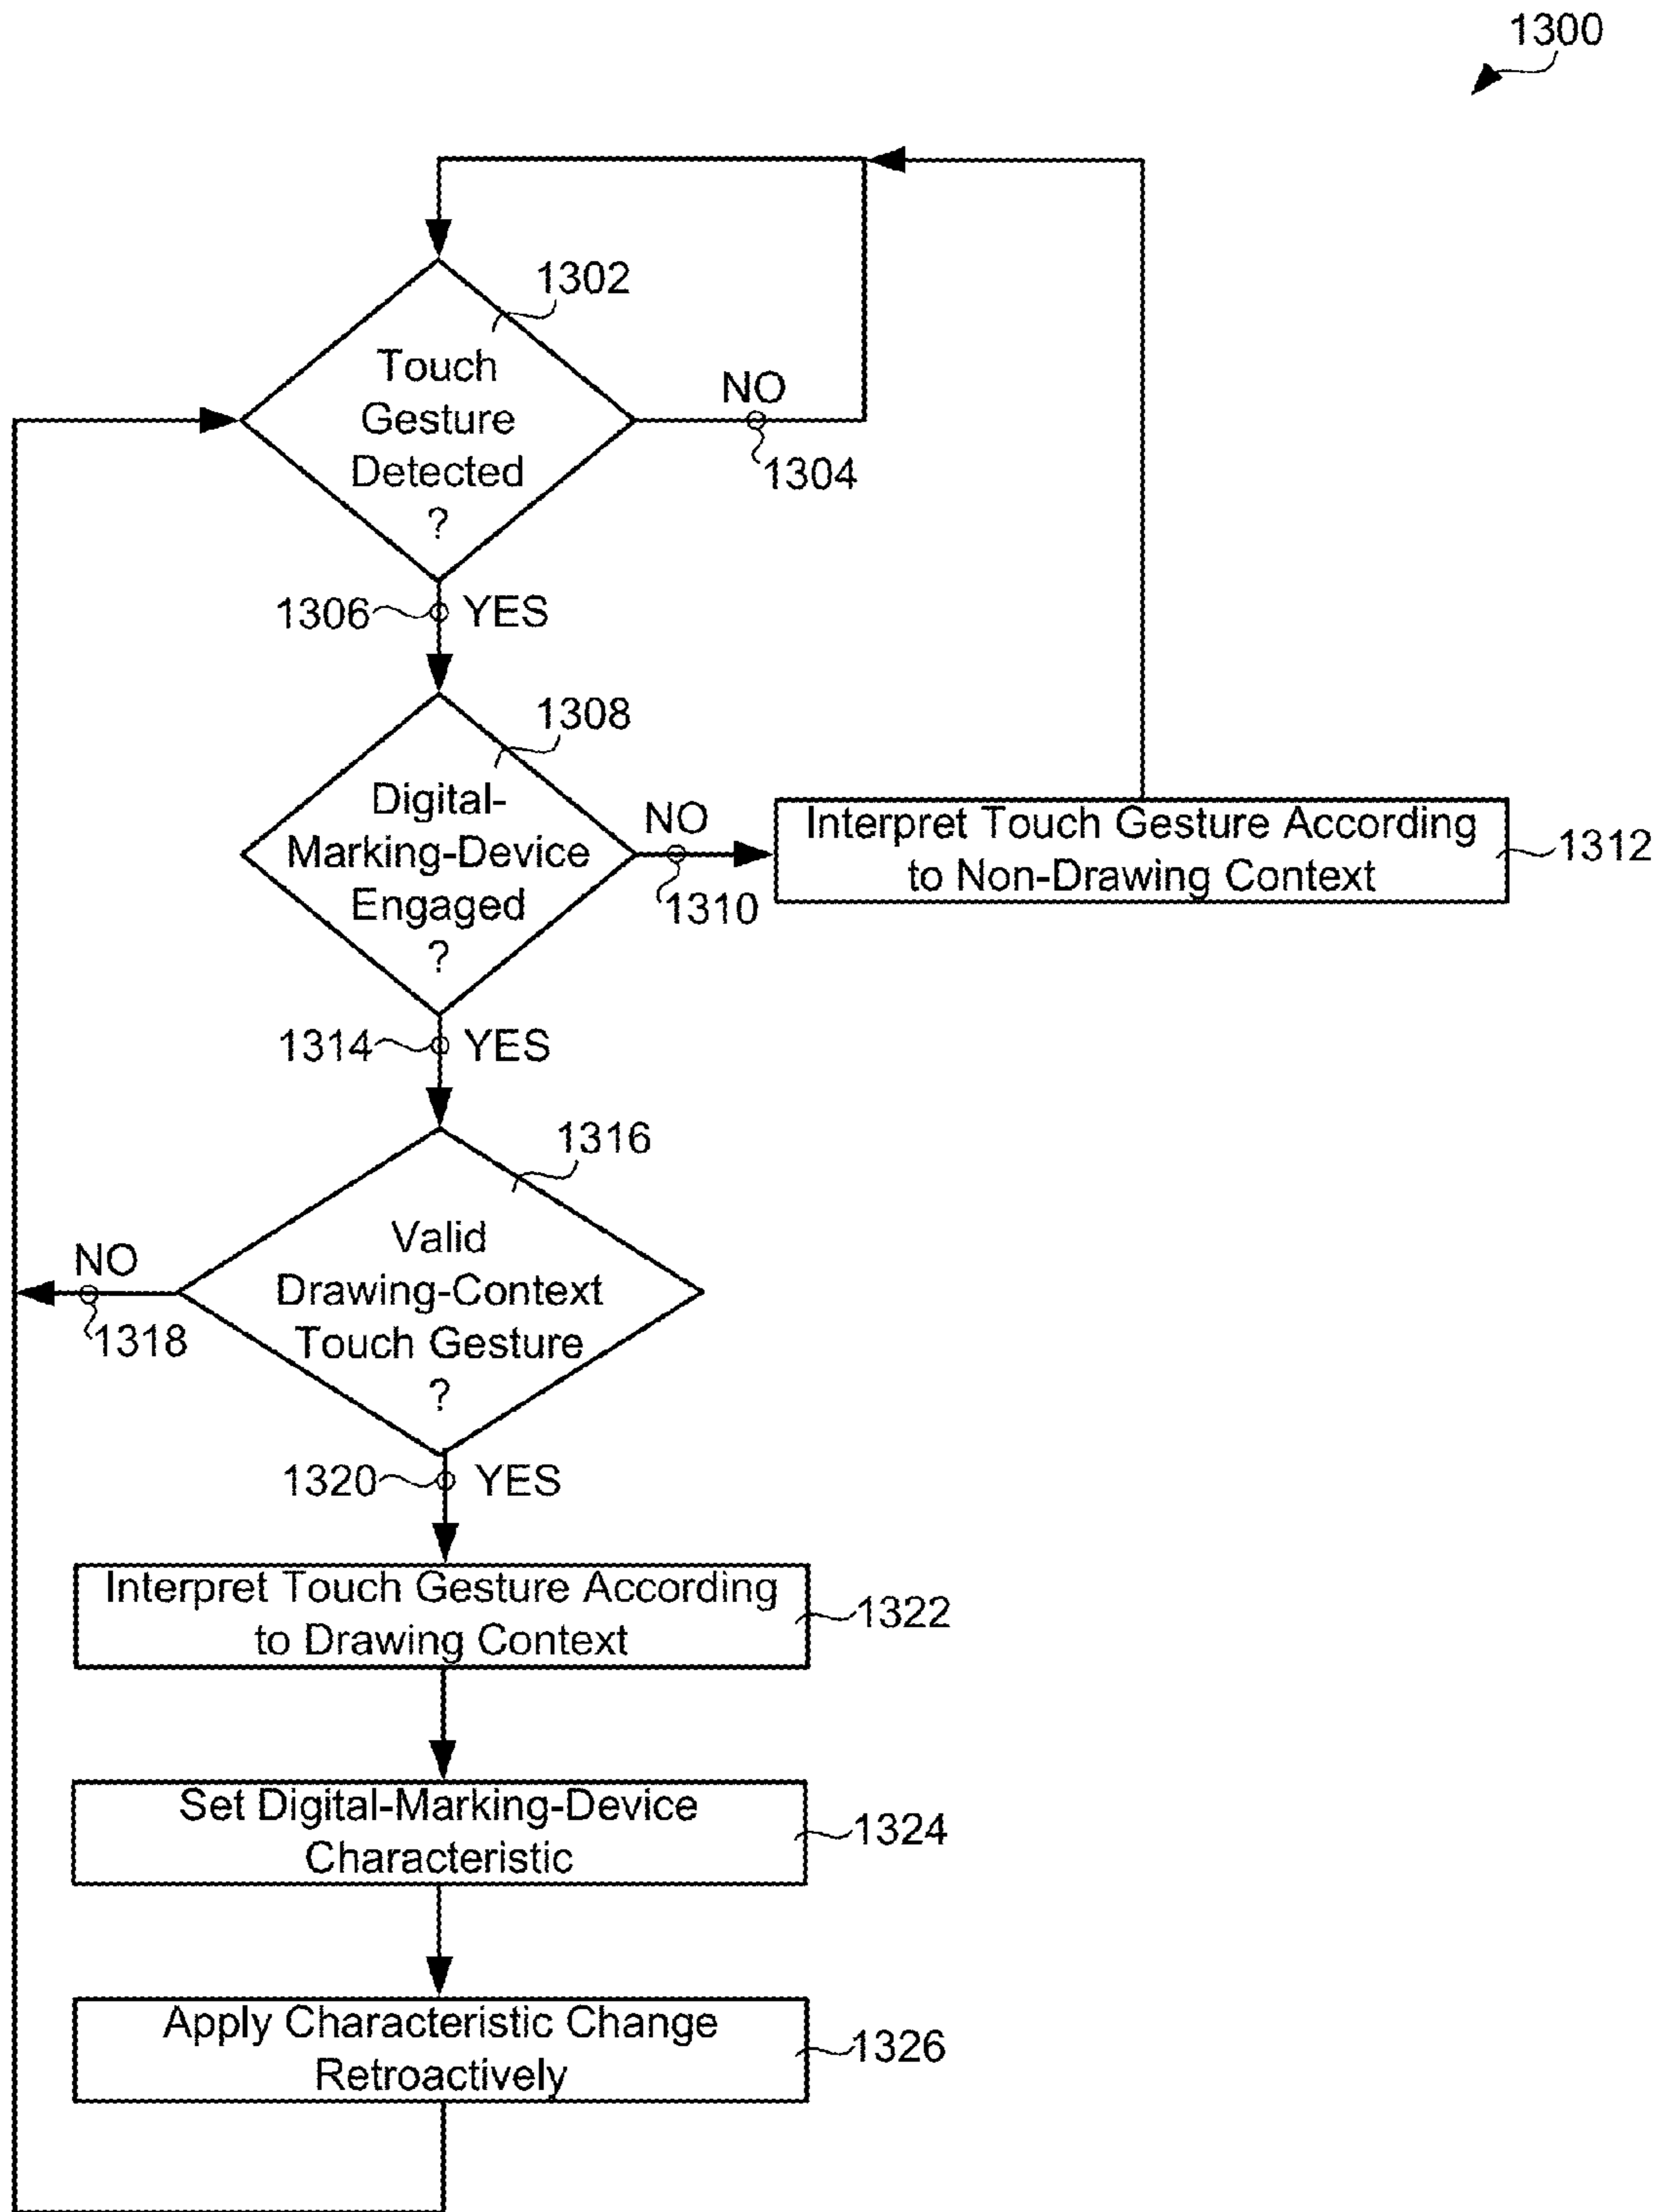 1300
1302
Touch
Gesture
Detected
?
NO
1304
1306
YES
1308
Digital-
Marking-Device
Engaged
?
NO
1310
Interpret Touch Gesture According
to Non-Drawing Context
1312
1314
YES
1316
Valid
Drawing-Context
Touch Gesture
?
NO
1318
1320
YES
Interpret Touch Gesture According
to Drawing Context
1322
Set Digital-Marking-Device
Characteristic
1324
Apply Characteristic Change
Retroactively
1326